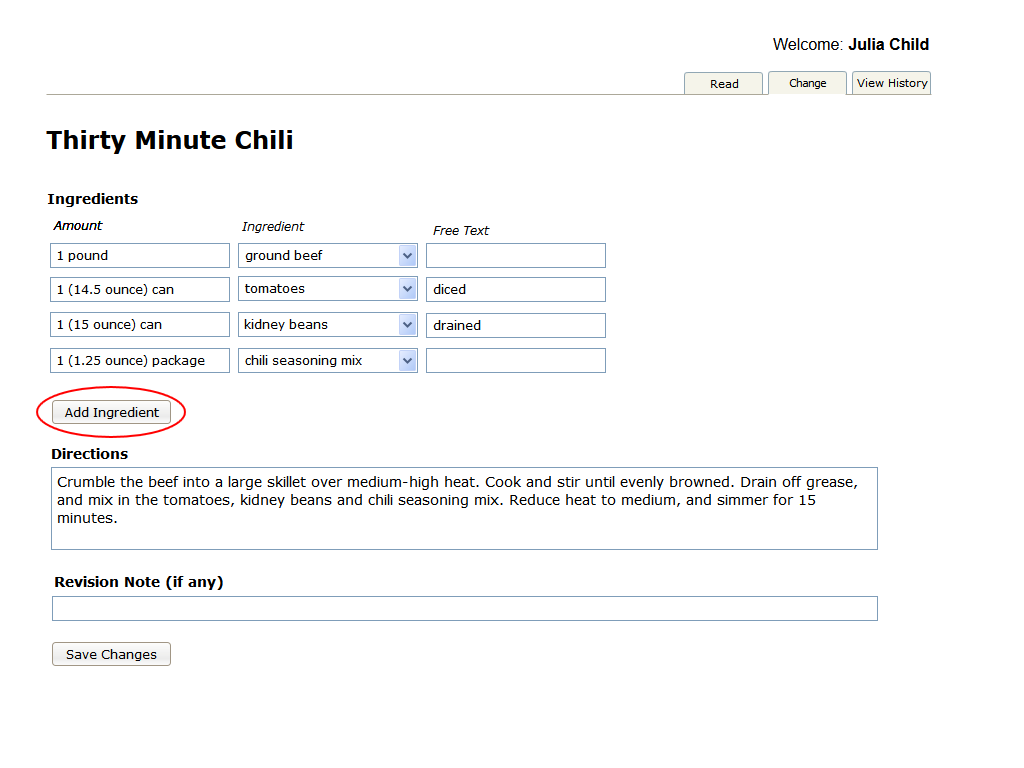 Welcome: Julia Child
Read Change View History
Thirty Minute Chili
Ingredients
Amount Ingredient Free Text
1 pound ground beef
1 (14.5 ounce) can tomatoes diced
1 (15 ounce) can kidney beans drained
1 (1.25 ounce) package chili seasoning mix
Add Ingredient
Directions
Crumble the beef into a large skillet over medium-high heat. Cook and stir until evenly browned. Drain off grease,
and mix in the tomatoes, kidney beans and chili seasoning mix. Reduce heat to medium, and simmer for 15
minutes.
Revision Note (if any)
Save Changes